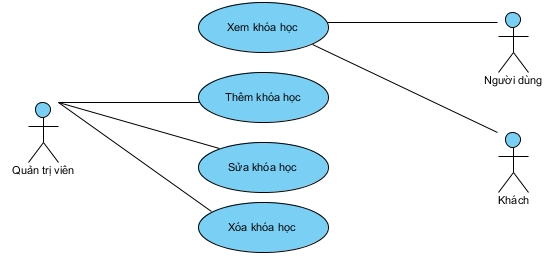 Xem khóa học
Người dùng
Thêm khóa học
Quản trị viên
Sửa khóa học
Khách
Xóa khóa học